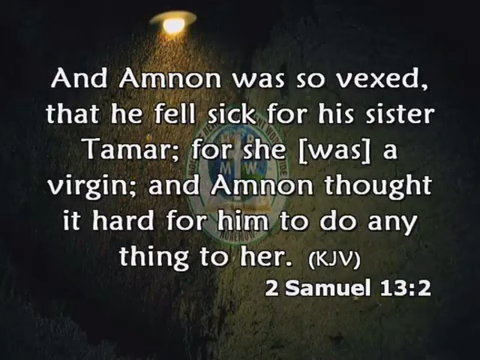 And Amnon was so vexed,
that he fell sick for his sister
Tamar; for she [was] a
virgin; and Amnon thought
it hard for him to do any
thing to her. (KJV)
2 Samuel 13:2